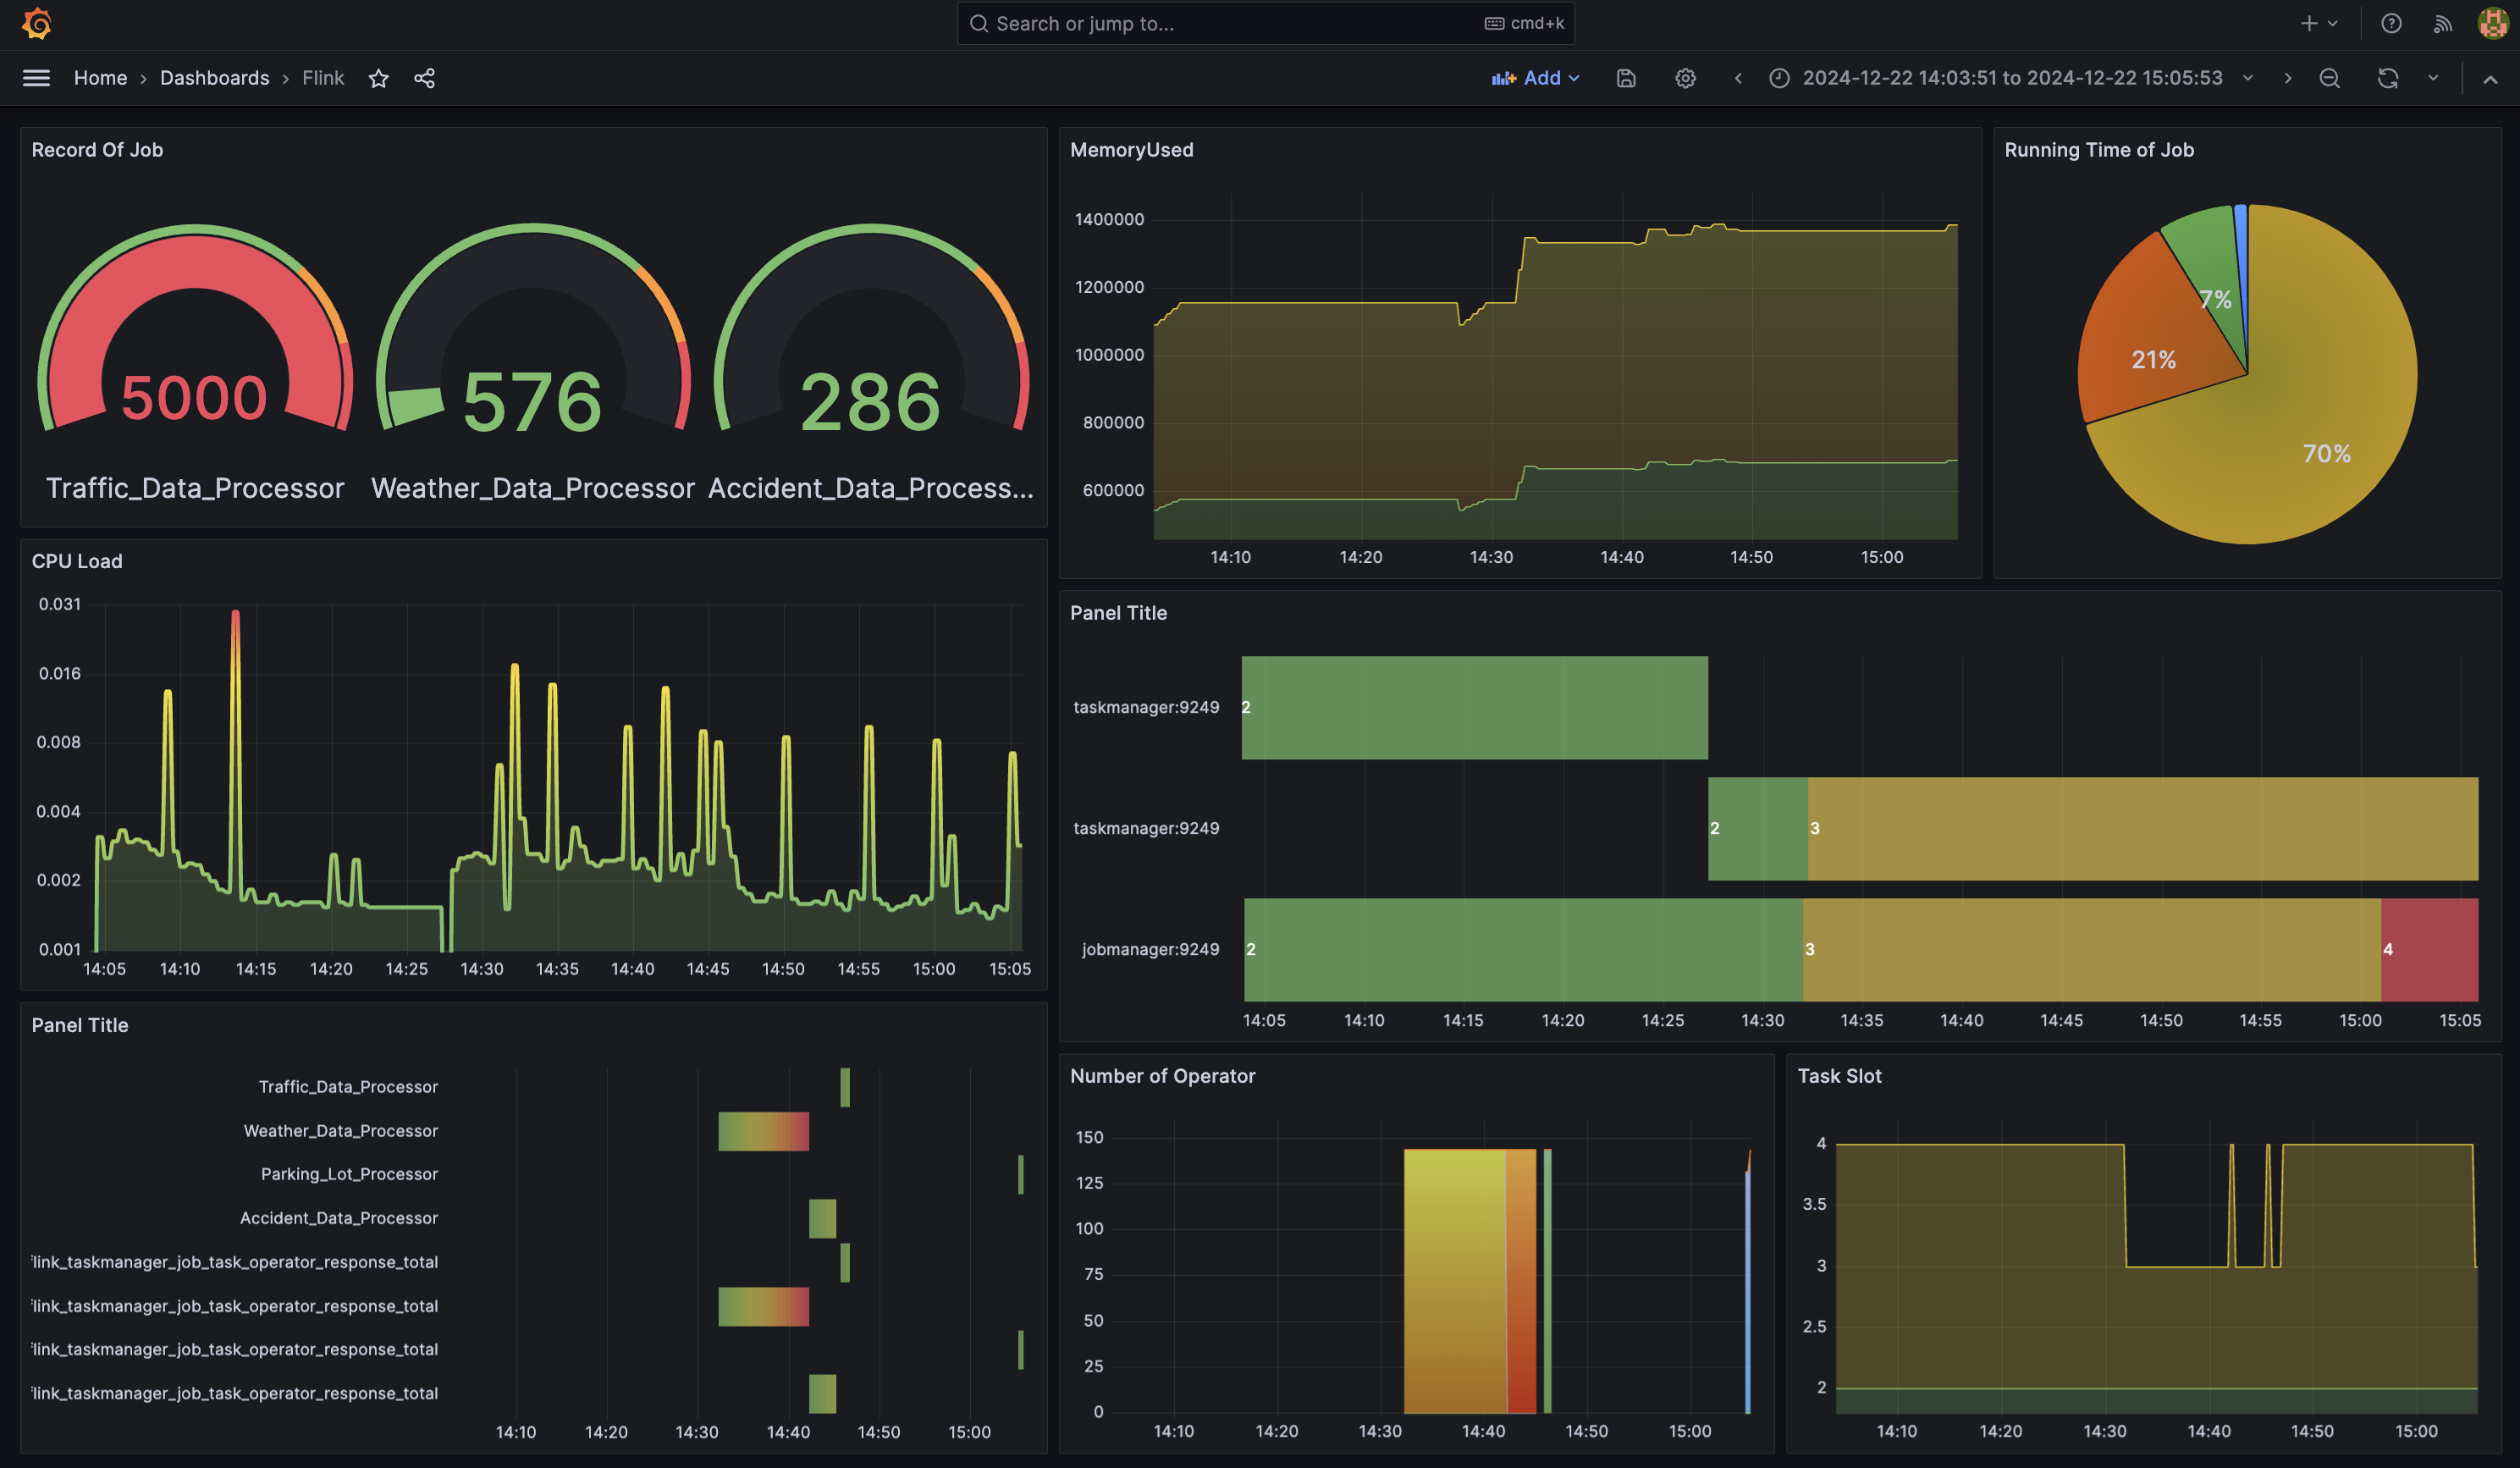 Search or jump to...
cmd+k
Home › Dashboards › Flink
Add
2024-12-22 14:03:51 to 2024-12-22 15:05:53
Record Of Job
5000
576
286
Traffic_Data_Processor
Weather_Data_Processor
Accident_Data_Process...
MemoryUsed
1400000
1200000
1000000
800000
600000
14:10 14:20 14:30 14:40 14:50 15:00
Running Time of Job
7%
21%
70%
CPU Load
0.031
0.016
0.008
0.004
0.002
0.001
14:05 14:10 14:15 14:20 14:25 14:30 14:35 14:40 14:45 14:50 14:55 15:00 15:05
Panel Title
taskmanager:9249 2
taskmanager:9249 2 3
jobmanager:9249 2 3 4
14:05 14:10 14:15 14:20 14:25 14:30 14:35 14:40 14:45 14:50 14:55 15:00 15:05
Panel Title
Traffic_Data_Processor
Weather_Data_Processor
Parking_Lot_Processor
Accident_Data_Processor
link_taskmanager_job_task_operator_response_total
link_taskmanager_job_task_operator_response_total
link_taskmanager_job_task_operator_response_total
link_taskmanager_job_task_operator_response_total
14:10 14:20 14:30 14:40 14:50 15:00
Number of Operator
150
125
100
75
50
25
0
14:10 14:20 14:30 14:40 14:50 15:00
Task Slot
4
3.5
3
2.5
2
14:10 14:20 14:30 14:40 14:50 15:00